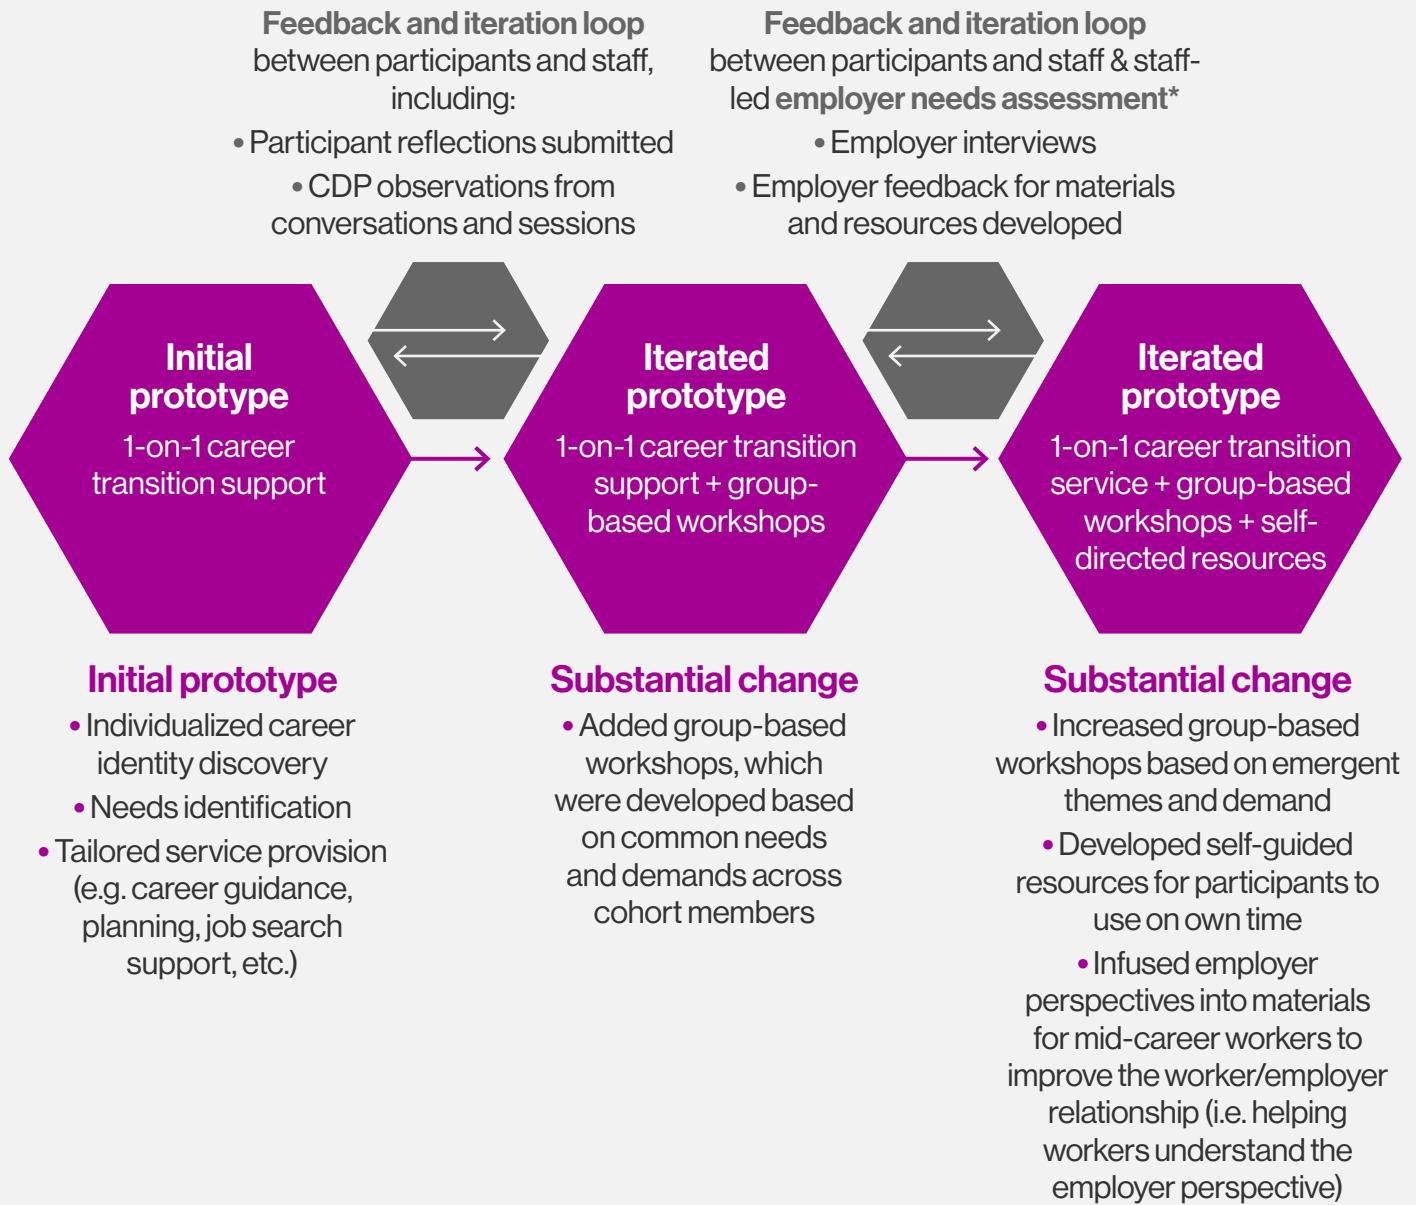 Feedback and iteration loop
between participants and staff,
including:
• Participant reflections submitted
• CDP observations from
conversations and sessions
Feedback and iteration loop
between participants and staff & staff-
led employer needs assessment*
• Employer interviews
• Employer feedback for materials
and resources developed
Initial
prototype
1-on-1 career
transition support
Iterated
prototype
1-on-1 career transition
support + group-
based workshops
Iterated
prototype
1-on-1 career transition
service + group-based
workshops + self-
directed resources
Initial prototype
• Individualized career
identity discovery
• Needs identification
• Tailored service provision
(e.g. career guidance,
planning, job search
support, etc.)
Substantial change
• Added group-based
workshops, which
were developed based
on common needs
and demands across
cohort members
Substantial change
• Increased group-based
workshops based on emergent
themes and demand
• Developed self-guided
resources for participants to
use on own time
• Infused employer
perspectives into materials
for mid-career workers to
improve the worker/employer
relationship (i.e. helping
workers understand the
employer perspective)